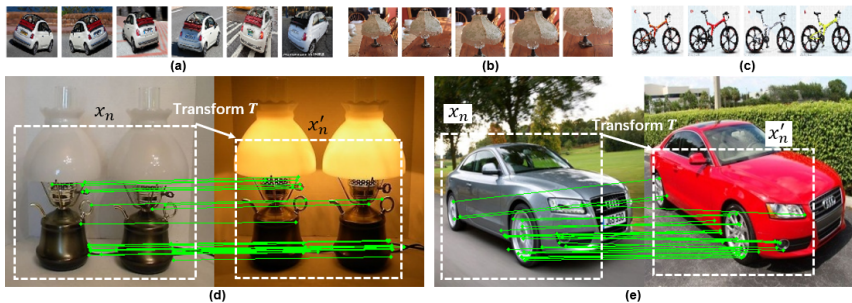 (a)
(b)
(c)
x_n
Transform T
x'_n
x_n
Transform T
x'_n
(d)
(e)